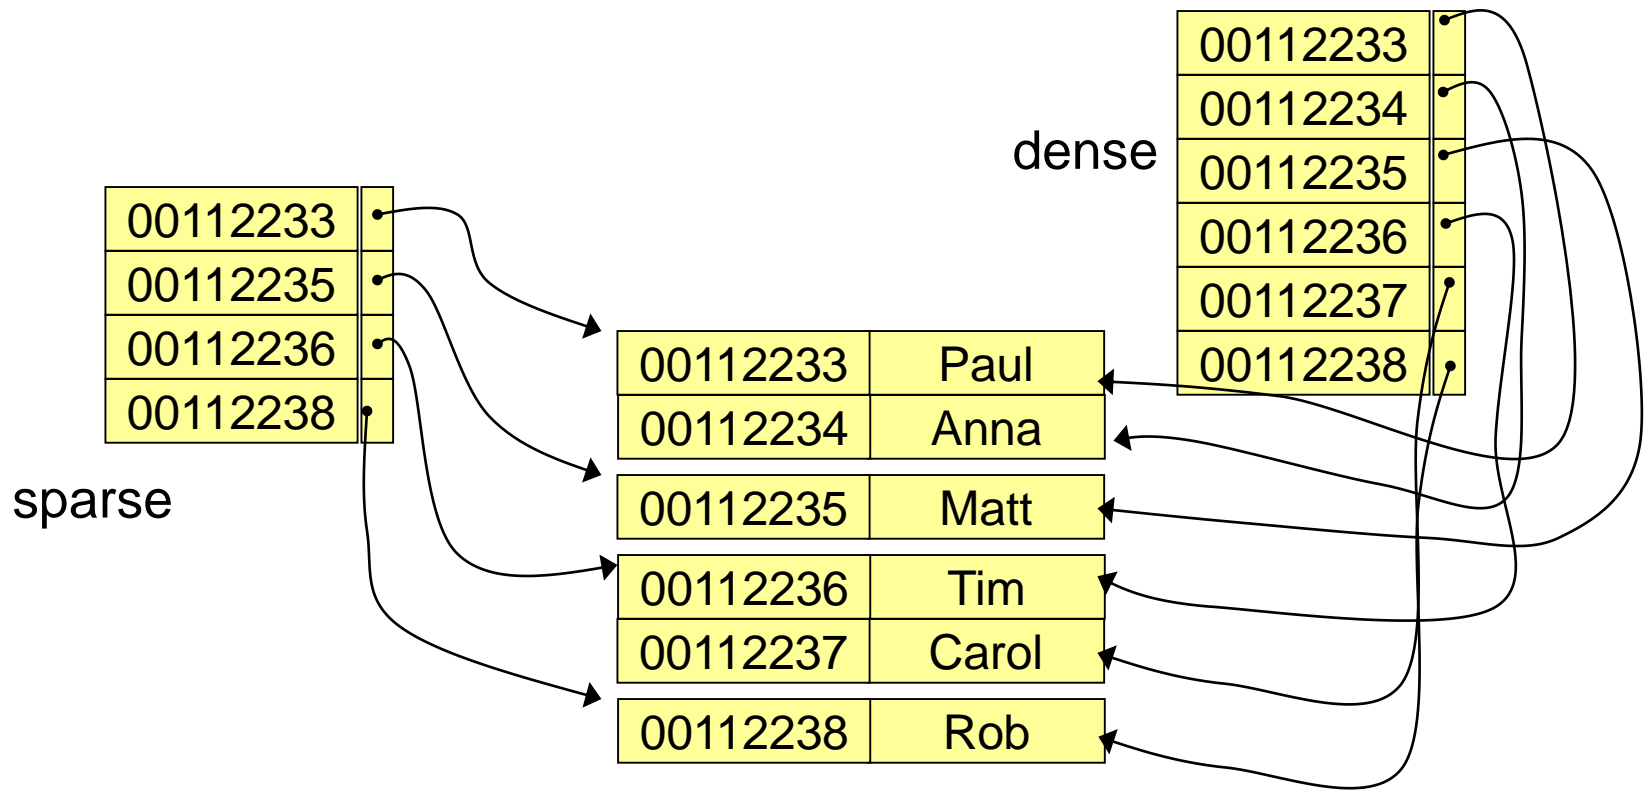 00112233
00112235
00112236
00112238
sparse
00112233 Paul
00112234 Anna
00112235 Matt
00112236 Tim
00112237 Carol
00112238 Rob
dense
00112233
00112234
00112235
00112236
00112237
00112238